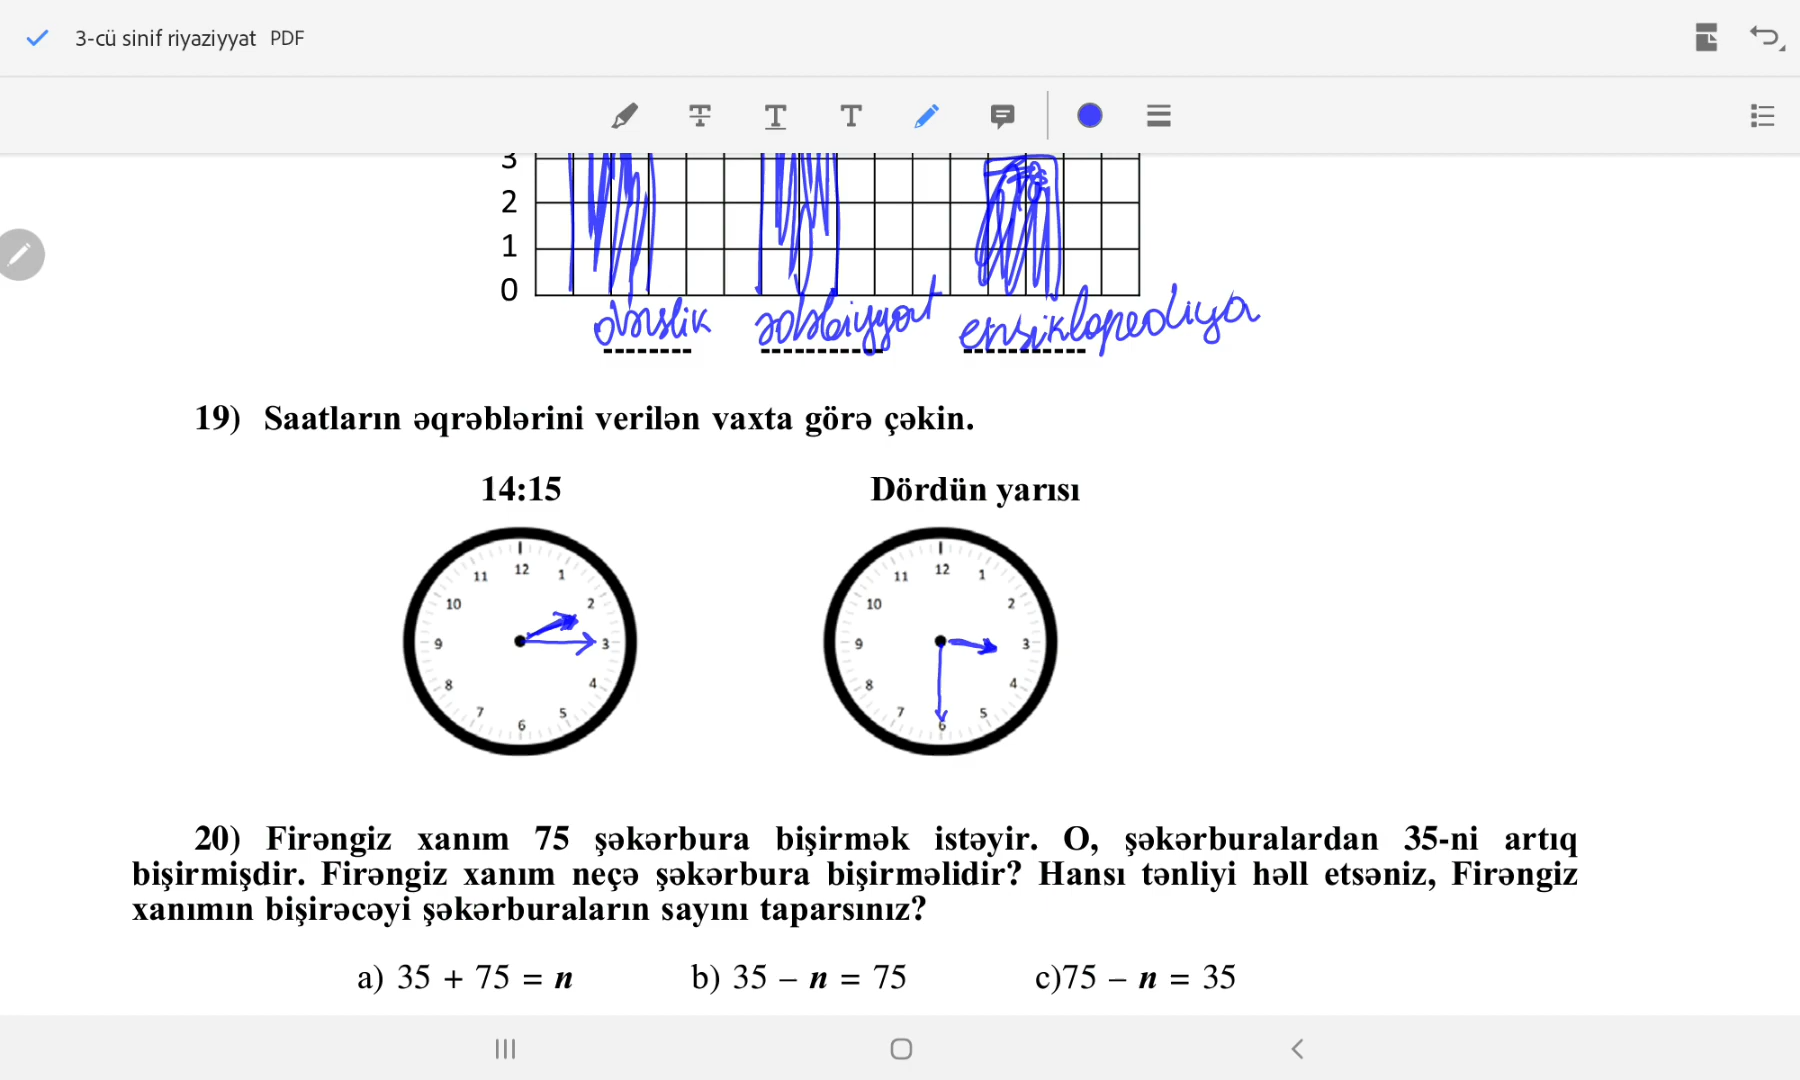 3-cü sinif riyaziyyat PDF
3
2
1
0
dərslik ədəbiyyat ensiklopediya
19) Saatların əqrəblərini verilən vaxta görə çəkin.
14:15 Dördün yarısı
12 1 2 3 4 5 6 7 8 9 10 11
12 1 2 3 4 5 6 7 8 9 10 11
20) Firəngiz xanım 75 şəkərbura bişirmək istəyir. O, şəkərburalardan 35-ni artıq
bişirmişdir. Firəngiz xanım neçə şəkərbura bişirməlidir? Hansı tənliyi həll etsəniz, Firəngiz
xanımın bişirəcəyi şəkərburaların sayını taparsınız?
a) 35 + 75 = n b) 35 – n = 75 c)75 – n = 35